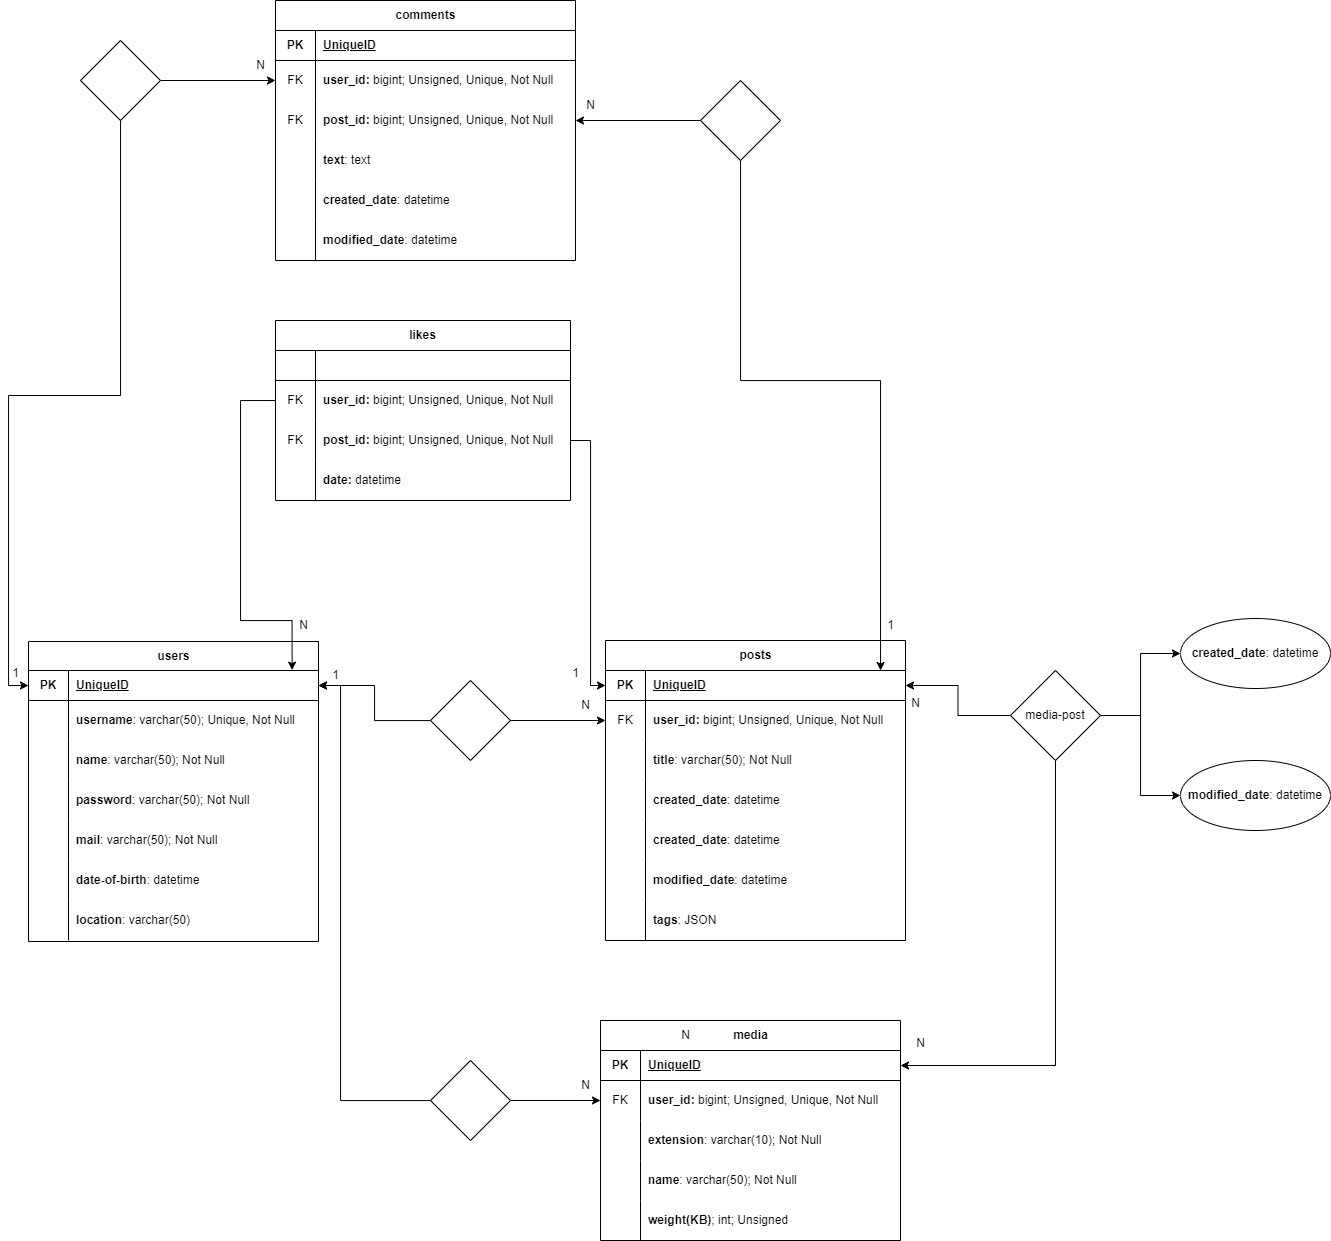 comments
PK UniqueID
N
FK user_id: bigint; Unsigned, Unique, Not Null
N
FK post_id: bigint; Unsigned, Unique, Not Null
text: text
created_date: datetime
modified_date: datetime
likes
FK user_id: bigint; Unsigned, Unique, Not Null
FK post_id: bigint; Unsigned, Unique, Not Null
date: datetime
N
1
users
1
PK UniqueID
1
username: varchar(50); Unique, Not Null
name: varchar(50); Not Null
password: varchar(50); Not Null
mail: varchar(50); Not Null
date-of-birth: datetime
location: varchar(50)
posts
1
PK UniqueID
N
N
FK user_id: bigint; Unsigned, Unique, Not Null
title: varchar(50); Not Null
created_date: datetime
created_date: datetime
modified_date: datetime
tags: JSON
created_date: datetime
media-post
modified_date: datetime
N media
N
PK UniqueID
N
FK user_id: bigint; Unsigned, Unique, Not Null
extension: varchar(10); Not Null
name: varchar(50); Not Null
weight(KB); int; Unsigned